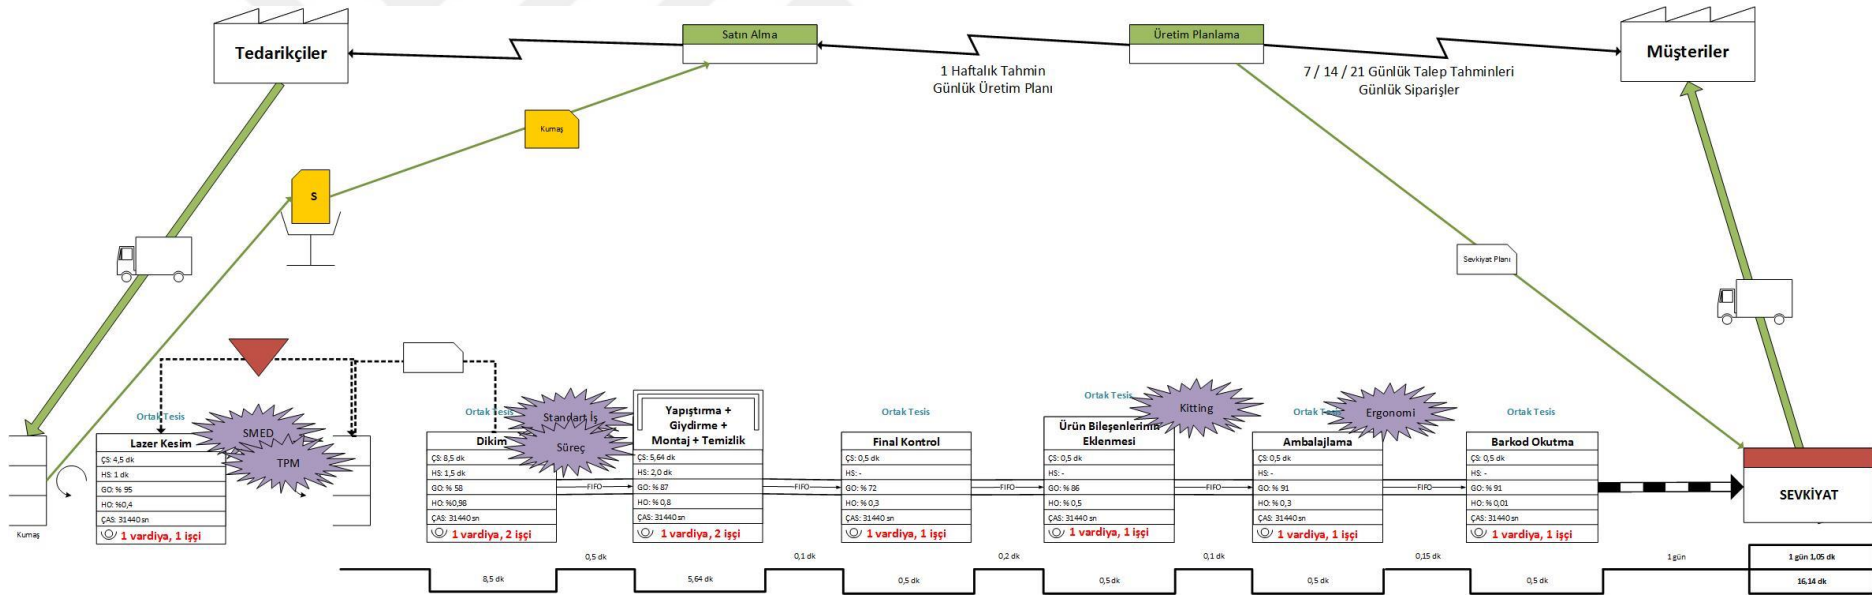 Tedarikçiler
Satın Alma
Üretim Planlama
Müşteriler
1 Haftalık Tahmin
Günlük Üretim Planı
7 / 14 / 21 Günlük Talep Tahminleri
Günlük Siparişler
Kumaş
S
Sevkiyat Planı
Kumaş
Ortak Tesis
SMED
TPM
Lazer Kesim
ÇS: 4,5 dk
HS: 1 dk
GO: % 95
HO: %0,4
ÇAS: 31440 sn
1 vardiya, 1 işçi
Ortak Tesis
Standart İş
Süreç
Dikim
ÇS: 8,5 dk
HS: 1,5 dk
GO: % 58
HO: %0,98
ÇAS: 31440 sn
1 vardiya, 2 işçi
FIFO
Yapıştırma +
Giydirme +
Montaj + Temizlik
ÇS: 5,64 dk
HS: 2,0 dk
GO: % 87
HO: % 0,8
ÇAS: 31440 sn
1 vardiya, 2 işçi
FIFO
Ortak Tesis
Final Kontrol
ÇS: 0,5 dk
HS: -
GO: % 72
HO: % 0,3
ÇAS: 31440 sn
1 vardiya, 1 işçi
FIFO
Ortak Tesis
Kitting
Ürün Bileşenlerinin
Eklenmesi
ÇS: 0,5 dk
HS: -
GO: % 86
HO: % 0,5
ÇAS: 31440 sn
1 vardiya, 1 işçi
FIFO
Ortak Tesis
Ergonomi
Ambalajlama
ÇS: 0,5 dk
HS: -
GO: % 91
HO: % 0,3
ÇAS: 31440 sn
1 vardiya, 1 işçi
FIFO
Ortak Tesis
Barkod Okutma
ÇS: 0,5 dk
HS: -
GO: % 91
HO: % 0,01
ÇAS: 31440 sn
1 vardiya, 1 işçi
SEVKİYAT
0,5 dk
0,1 dk
0,2 dk
0,1 dk
0,15 dk
1 gün
1 gün 1,05 dk
8,5 dk
5,64 dk
0,5 dk
0,5 dk
0,5 dk
0,5 dk
16,14 dk